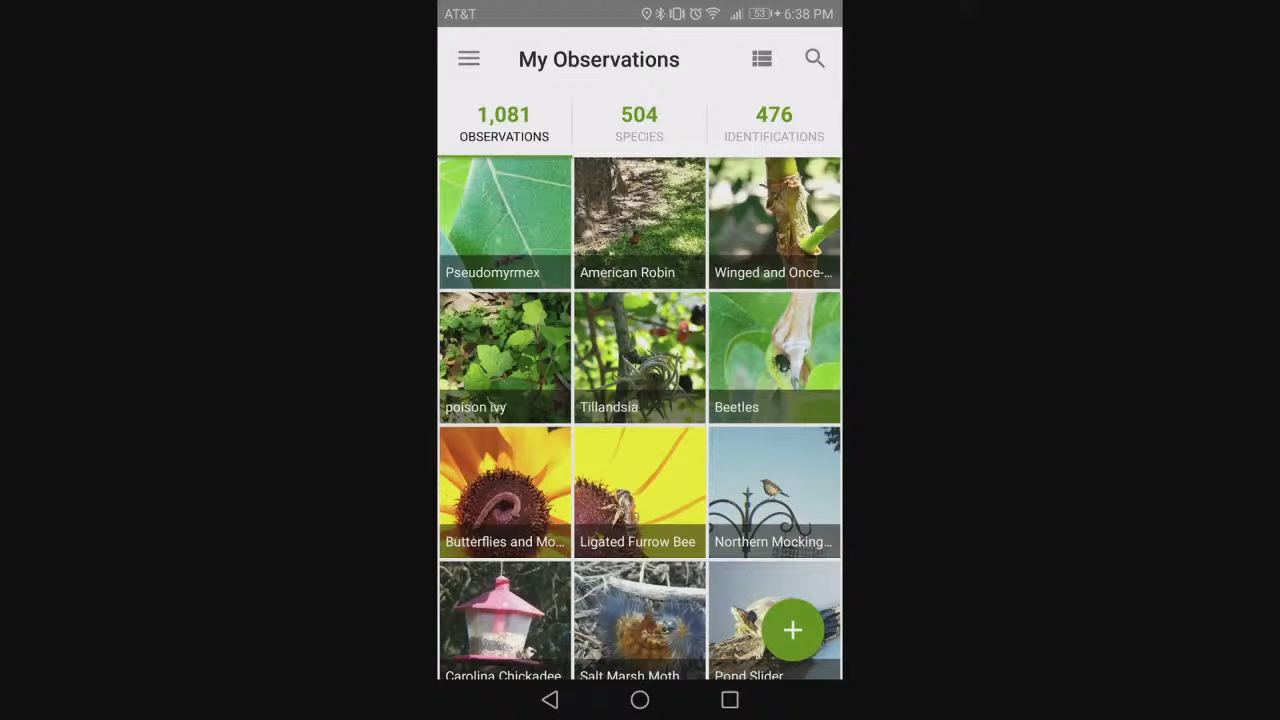 AT&T 53 6:38 PM
My Observations
1,081 504 476
OBSERVATIONS SPECIES IDENTIFICATIONS
Pseudomyrmex American Robin Winged and Once-...
poison ivy Tillandsia Beetles
Butterflies and Mo... Ligated Furrow Bee Northern Mocking...
Carolina Chickadee Salt Marsh Moth Pond Slider